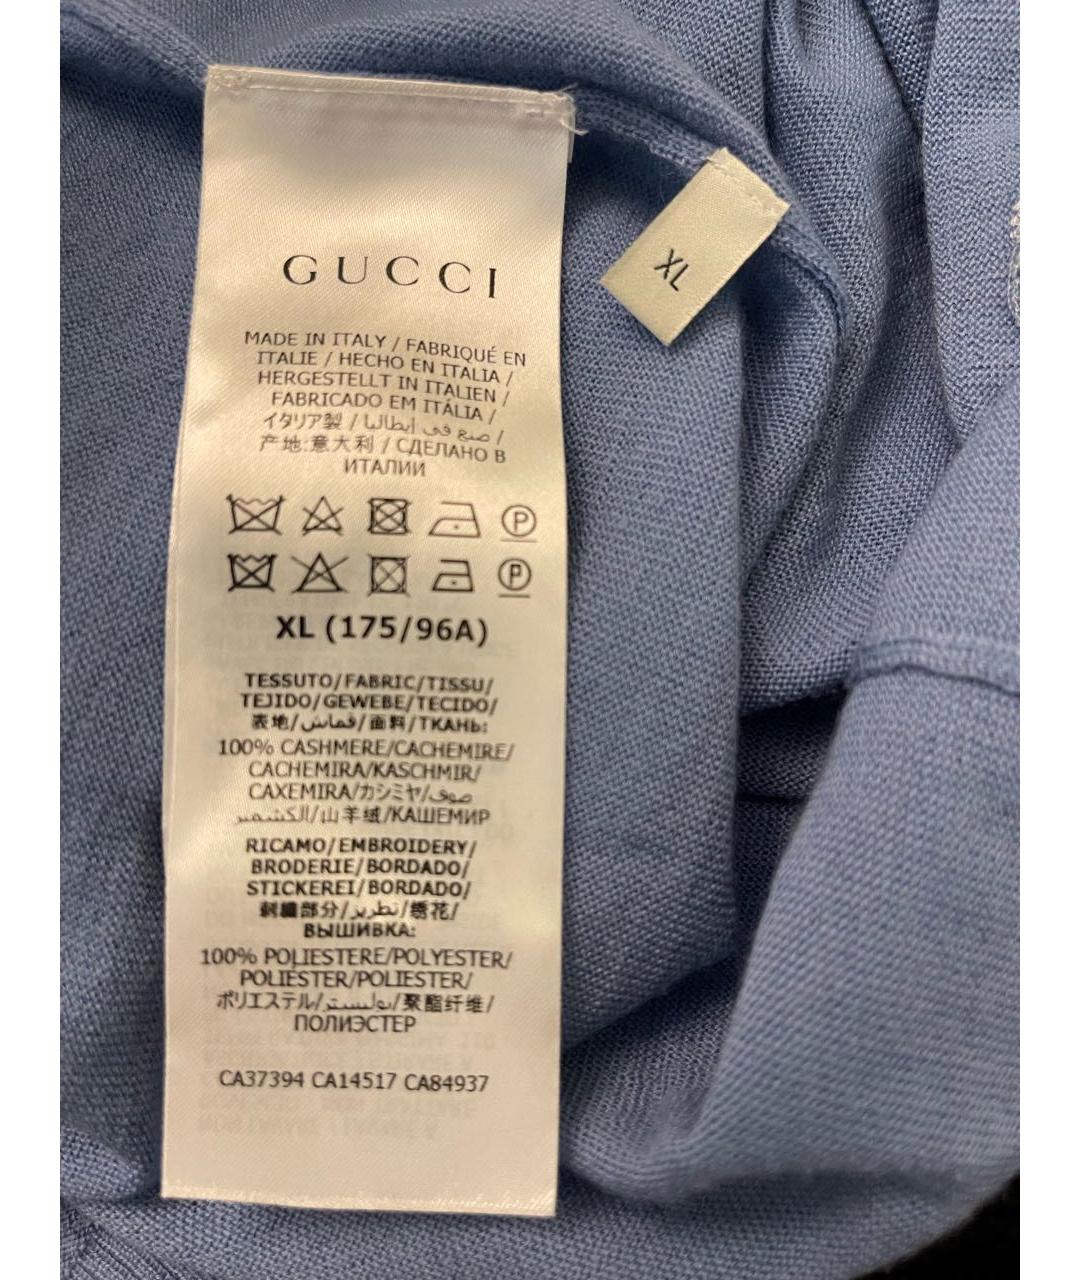 GUCCI
XL
MADE IN ITALY / FABRIQUÉ EN
ITALIE / HECHO EN ITALIA /
HERGESTELLT IN ITALIEN /
FABRICADO EM ITÁLIA /
イタリア製 / صنع في إيطاليا /
产地:意大利 / СДЕЛАНО В
ИТАЛИИ
P
P
XL (175/96A)
TESSUTO/FABRIC/TISSU/
TEJIDO/GEWEBE/TECIDO/
表地/قماش/面料/ТКАНЬ:
100% CASHMERE/CACHEMIRE/
CACHEMIRA/KASCHMIR/
CAXEMIRA/カシミヤ/صوف
الكشمير/山羊绒/КАШЕМИР
RICAMO/EMBROIDERY/
BRODERIE/BORDADO/
STICKEREI/BORDADO/
刺繍部分/تطريز/绣花/
ВЫШИВКА:
100% POLIESTERE/POLYESTER/
POLIÉSTER/POLIESTER/
ポリエステル/بوليستر/聚酯纤维/
ПОЛИЭСТЕР
CA37394 CA14517 CA84937